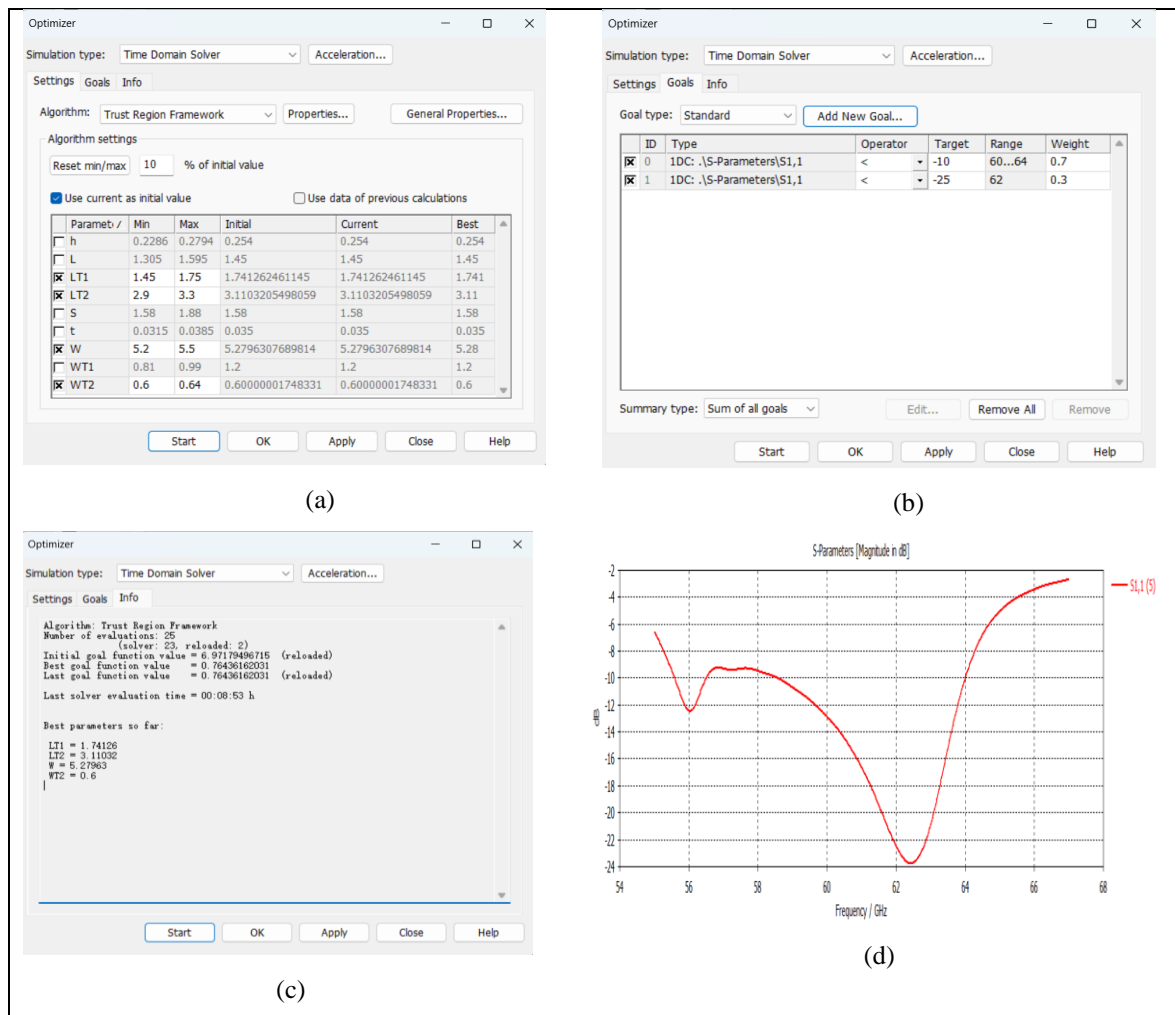 Optimizer
Simulation type: Time Domain Solver Acceleration...
Settings Goals Info
Algorithm: Trust Region Framework Properties... General Properties...
Algorithm settings
Reset min/max 10 % of initial value
Use current as initial value Use data of previous calculations
Paramet / Min Max Initial Current Best
h 0.2286 0.2794 0.254 0.254 0.254
L 1.305 1.595 1.45 1.45 1.45
LT1 1.45 1.75 1.741262461145 1.741262461145 1.741
LT2 2.9 3.3 3.1103205498059 3.1103205498059 3.11
S 1.58 1.88 1.58 1.58 1.58
t 0.0315 0.0385 0.035 0.035 0.035
W 5.2 5.5 5.2796307689814 5.2796307689814 5.28
WT1 0.81 0.99 1.2 1.2 1.2
WT2 0.6 0.64 0.60000001748331 0.60000001748331 0.6
Start OK Apply Close Help
(a)
Optimizer
Simulation type: Time Domain Solver Acceleration...
Settings Goals Info
Goal type: Standard Add New Goal...
ID Type Operator Target Range Weight
0 1DC: .\S-Parameters\S1,1 < -10 60...64 0.7
1 1DC: .\S-Parameters\S1,1 < -25 62 0.3
Summary type: Sum of all goals Edit... Remove All Remove
Start OK Apply Close Help
(b)
Optimizer
Simulation type: Time Domain Solver Acceleration...
Settings Goals Info
Algorithm: Trust Region Framework
Number of evaluations: 25
(solver: 23, reloaded: 2)
Initial goal function value = 6.97179496715 (reloaded)
Best goal function value = 0.76436162031
Last goal function value = 0.76436162031 (reloaded)
Last solver evaluation time = 00:08:53 h
Best parameters so far:
LT1 = 1.74126
LT2 = 3.11032
W = 5.27963
WT2 = 0.6
Start OK Apply Close Help
(c)
S-Parameters [Magnitude in dB]
S1,1 (5)
-2
-4
-6
-8
-10
-12
-14
-16
-18
-20
-22
-24
dB
54 56 58 60 62 64 66 68
Frequency / GHz
(d)